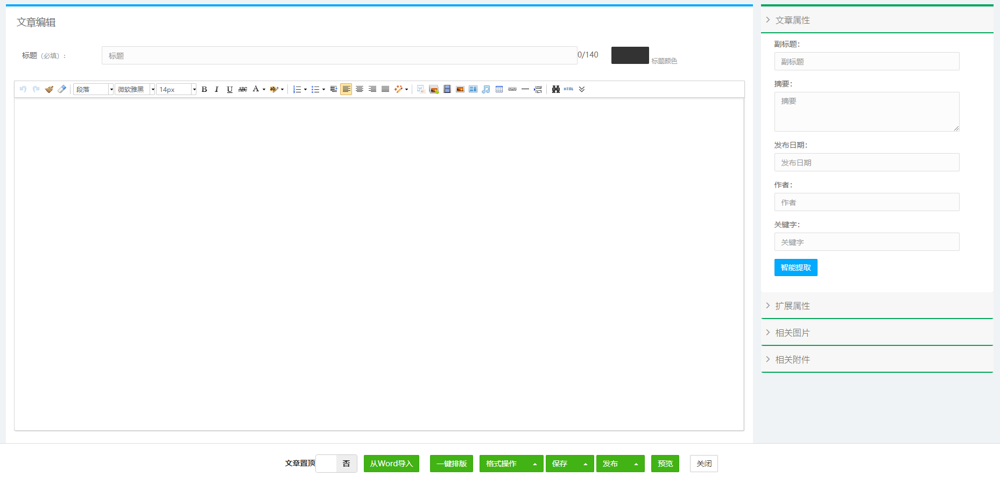 文章编辑
标题（必填）：
标题
0/140
标题颜色
段落 微软雅黑 14px B I U ABC A ab HTML
文章属性
副标题:
副标题
摘要:
摘要
发布日期:
发布日期
作者:
作者
关键字:
关键字
智能提取
扩展属性
相关图片
相关附件
文章置顶 否 从Word导入 一键排版 格式操作 保存 发布 预览 关闭